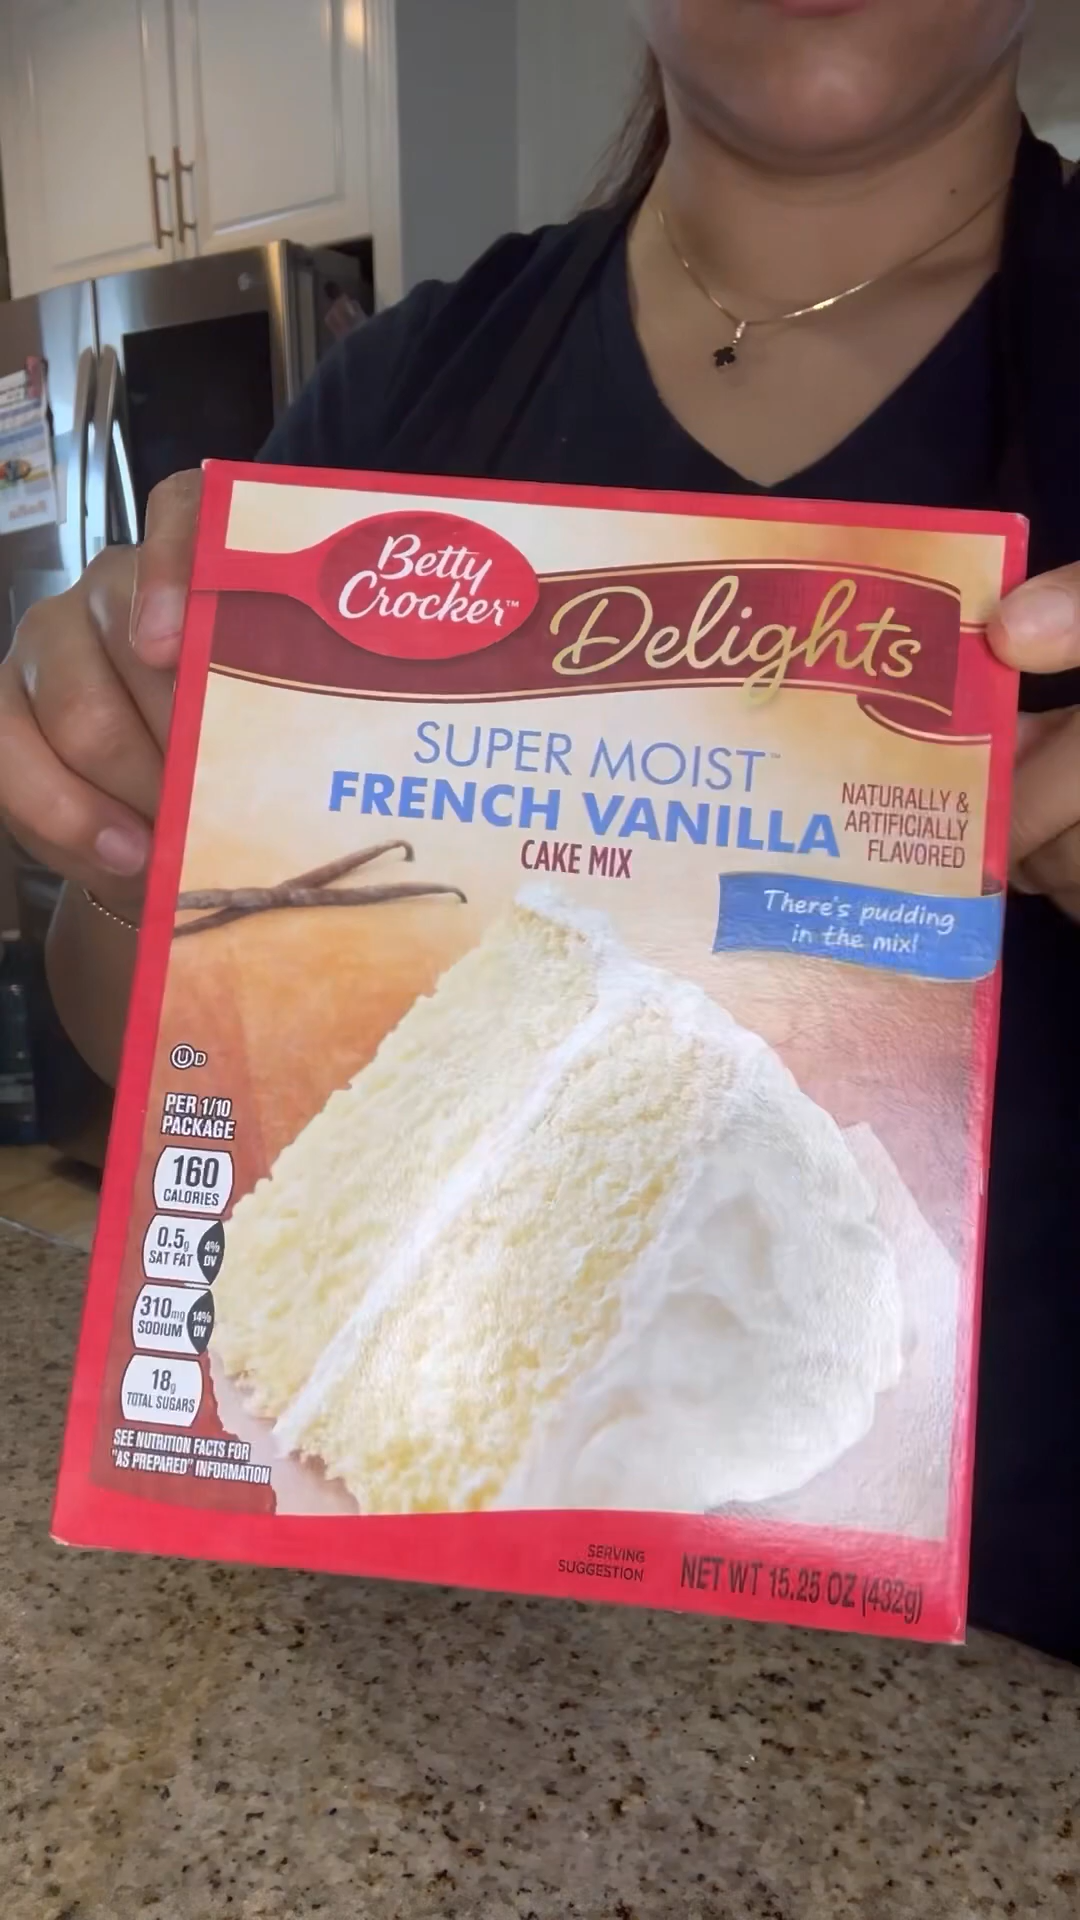 Betty
Crocker™
Delights
SUPER MOIST™
FRENCH VANILLA
CAKE MIX
NATURALLY &
ARTIFICIALLY
FLAVORED
There's pudding
in the mix!
U D
PER 1/10
PACKAGE
160
CALORIES
0.5g
SAT FAT
4%
DV
310mg
SODIUM
14%
DV
18g
TOTAL SUGARS
SEE NUTRITION FACTS FOR
"AS PREPARED" INFORMATION
SERVING
SUGGESTION
NET WT 15.25 OZ (432g)